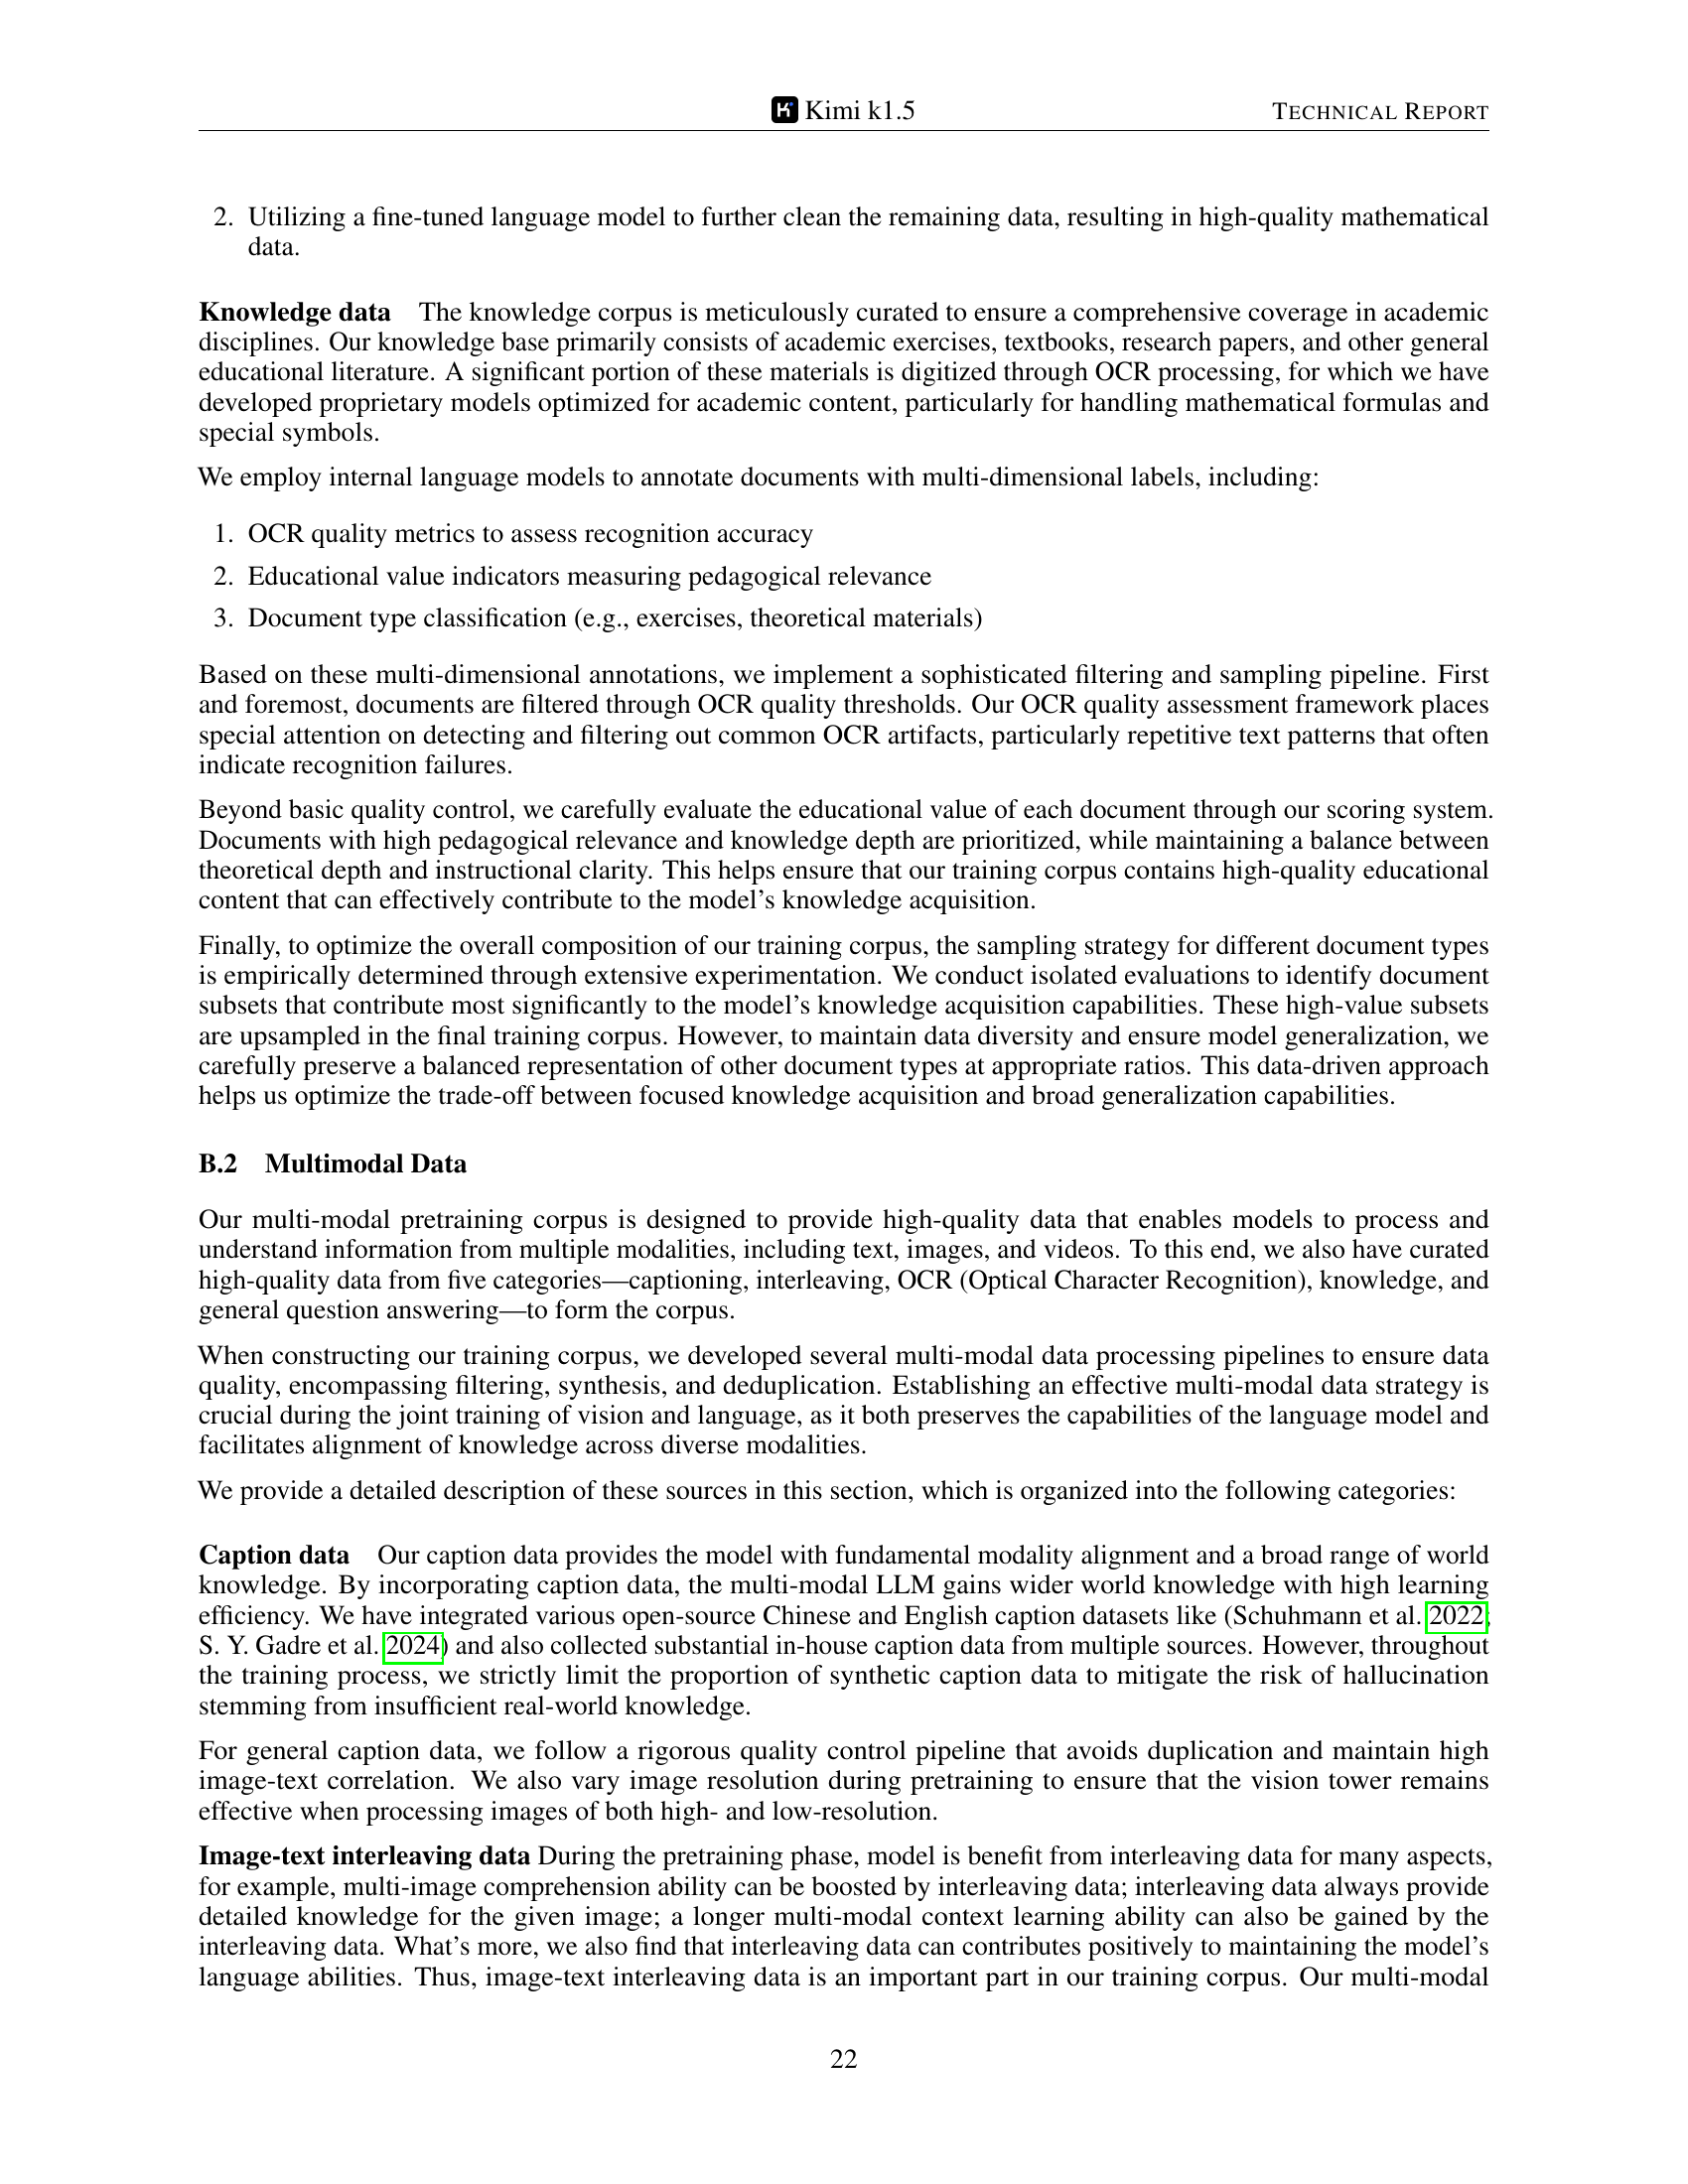 Kimi k1.5 TECHNICAL REPORT
2. Utilizing a fine-tuned language model to further clean the remaining data, resulting in high-quality mathematical
data.
Knowledge data The knowledge corpus is meticulously curated to ensure a comprehensive coverage in academic
disciplines. Our knowledge base primarily consists of academic exercises, textbooks, research papers, and other general
educational literature. A significant portion of these materials is digitized through OCR processing, for which we have
developed proprietary models optimized for academic content, particularly for handling mathematical formulas and
special symbols.
We employ internal language models to annotate documents with multi-dimensional labels, including:
1. OCR quality metrics to assess recognition accuracy
2. Educational value indicators measuring pedagogical relevance
3. Document type classification (e.g., exercises, theoretical materials)
Based on these multi-dimensional annotations, we implement a sophisticated filtering and sampling pipeline. First
and foremost, documents are filtered through OCR quality thresholds. Our OCR quality assessment framework places
special attention on detecting and filtering out common OCR artifacts, particularly repetitive text patterns that often
indicate recognition failures.
Beyond basic quality control, we carefully evaluate the educational value of each document through our scoring system.
Documents with high pedagogical relevance and knowledge depth are prioritized, while maintaining a balance between
theoretical depth and instructional clarity. This helps ensure that our training corpus contains high-quality educational
content that can effectively contribute to the model's knowledge acquisition.
Finally, to optimize the overall composition of our training corpus, the sampling strategy for different document types
is empirically determined through extensive experimentation. We conduct isolated evaluations to identify document
subsets that contribute most significantly to the model's knowledge acquisition capabilities. These high-value subsets
are upsampled in the final training corpus. However, to maintain data diversity and ensure model generalization, we
carefully preserve a balanced representation of other document types at appropriate ratios. This data-driven approach
helps us optimize the trade-off between focused knowledge acquisition and broad generalization capabilities.
B.2 Multimodal Data
Our multi-modal pretraining corpus is designed to provide high-quality data that enables models to process and
understand information from multiple modalities, including text, images, and videos. To this end, we also have curated
high-quality data from five categories—captioning, interleaving, OCR (Optical Character Recognition), knowledge, and
general question answering—to form the corpus.
When constructing our training corpus, we developed several multi-modal data processing pipelines to ensure data
quality, encompassing filtering, synthesis, and deduplication. Establishing an effective multi-modal data strategy is
crucial during the joint training of vision and language, as it both preserves the capabilities of the language model and
facilitates alignment of knowledge across diverse modalities.
We provide a detailed description of these sources in this section, which is organized into the following categories:
Caption data Our caption data provides the model with fundamental modality alignment and a broad range of world
knowledge. By incorporating caption data, the multi-modal LLM gains wider world knowledge with high learning
efficiency. We have integrated various open-source Chinese and English caption datasets like (Schuhmann et al. 2022;
S. Y. Gadre et al. 2024) and also collected substantial in-house caption data from multiple sources. However, throughout
the training process, we strictly limit the proportion of synthetic caption data to mitigate the risk of hallucination
stemming from insufficient real-world knowledge.
For general caption data, we follow a rigorous quality control pipeline that avoids duplication and maintain high
image-text correlation. We also vary image resolution during pretraining to ensure that the vision tower remains
effective when processing images of both high- and low-resolution.
Image-text interleaving data During the pretraining phase, model is benefit from interleaving data for many aspects,
for example, multi-image comprehension ability can be boosted by interleaving data; interleaving data always provide
detailed knowledge for the given image; a longer multi-modal context learning ability can also be gained by the
interleaving data. What's more, we also find that interleaving data can contributes positively to maintaining the model's
language abilities. Thus, image-text interleaving data is an important part in our training corpus. Our multi-modal
22